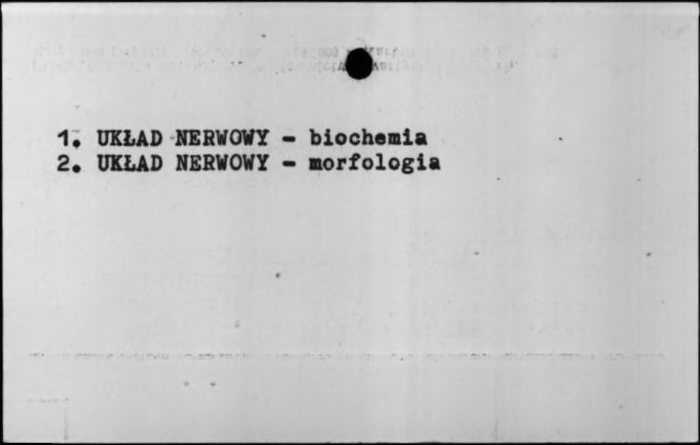 1. UKŁAD NERWOWY - biochemia
2. UKŁAD NERWOWY - morfologia